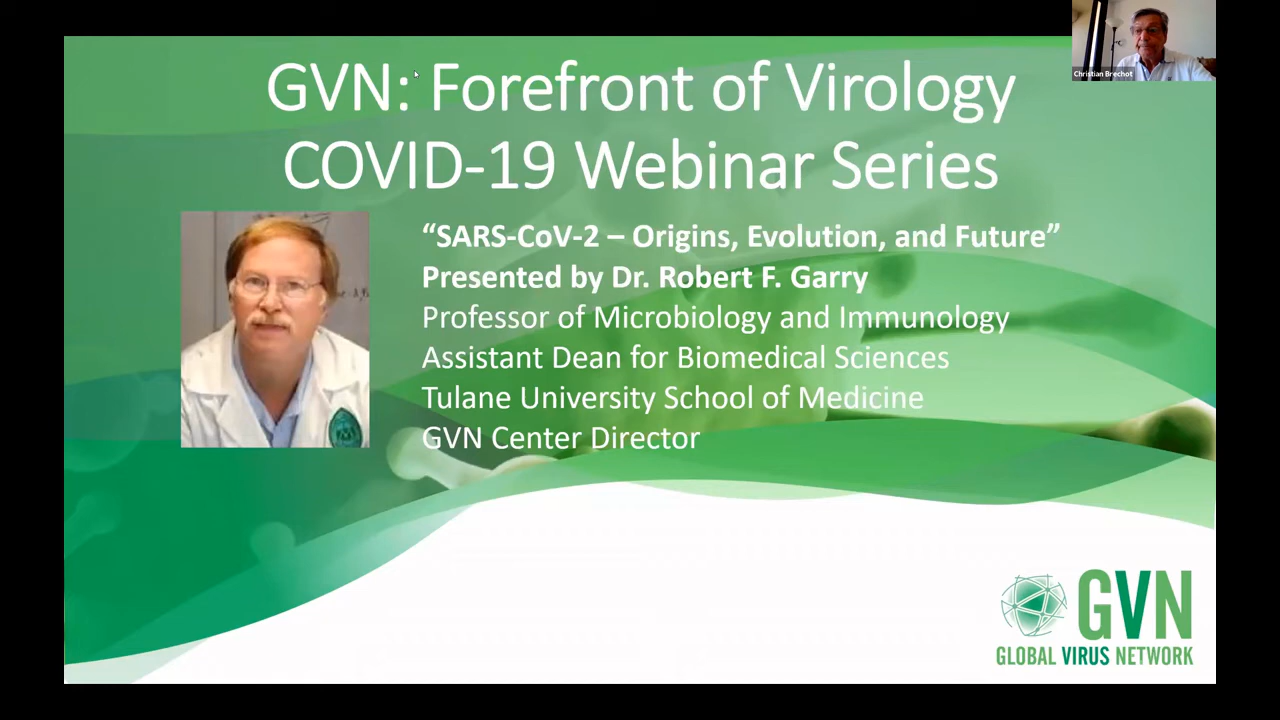 Christian Brechot
GVN: Forefront of Virology
COVID-19 Webinar Series
“SARS-CoV-2 – Origins, Evolution, and Future”
Presented by Dr. Robert F. Garry
Professor of Microbiology and Immunology
Assistant Dean for Biomedical Sciences
Tulane University School of Medicine
GVN Center Director
GVN
GLOBAL VIRUS NETWORK